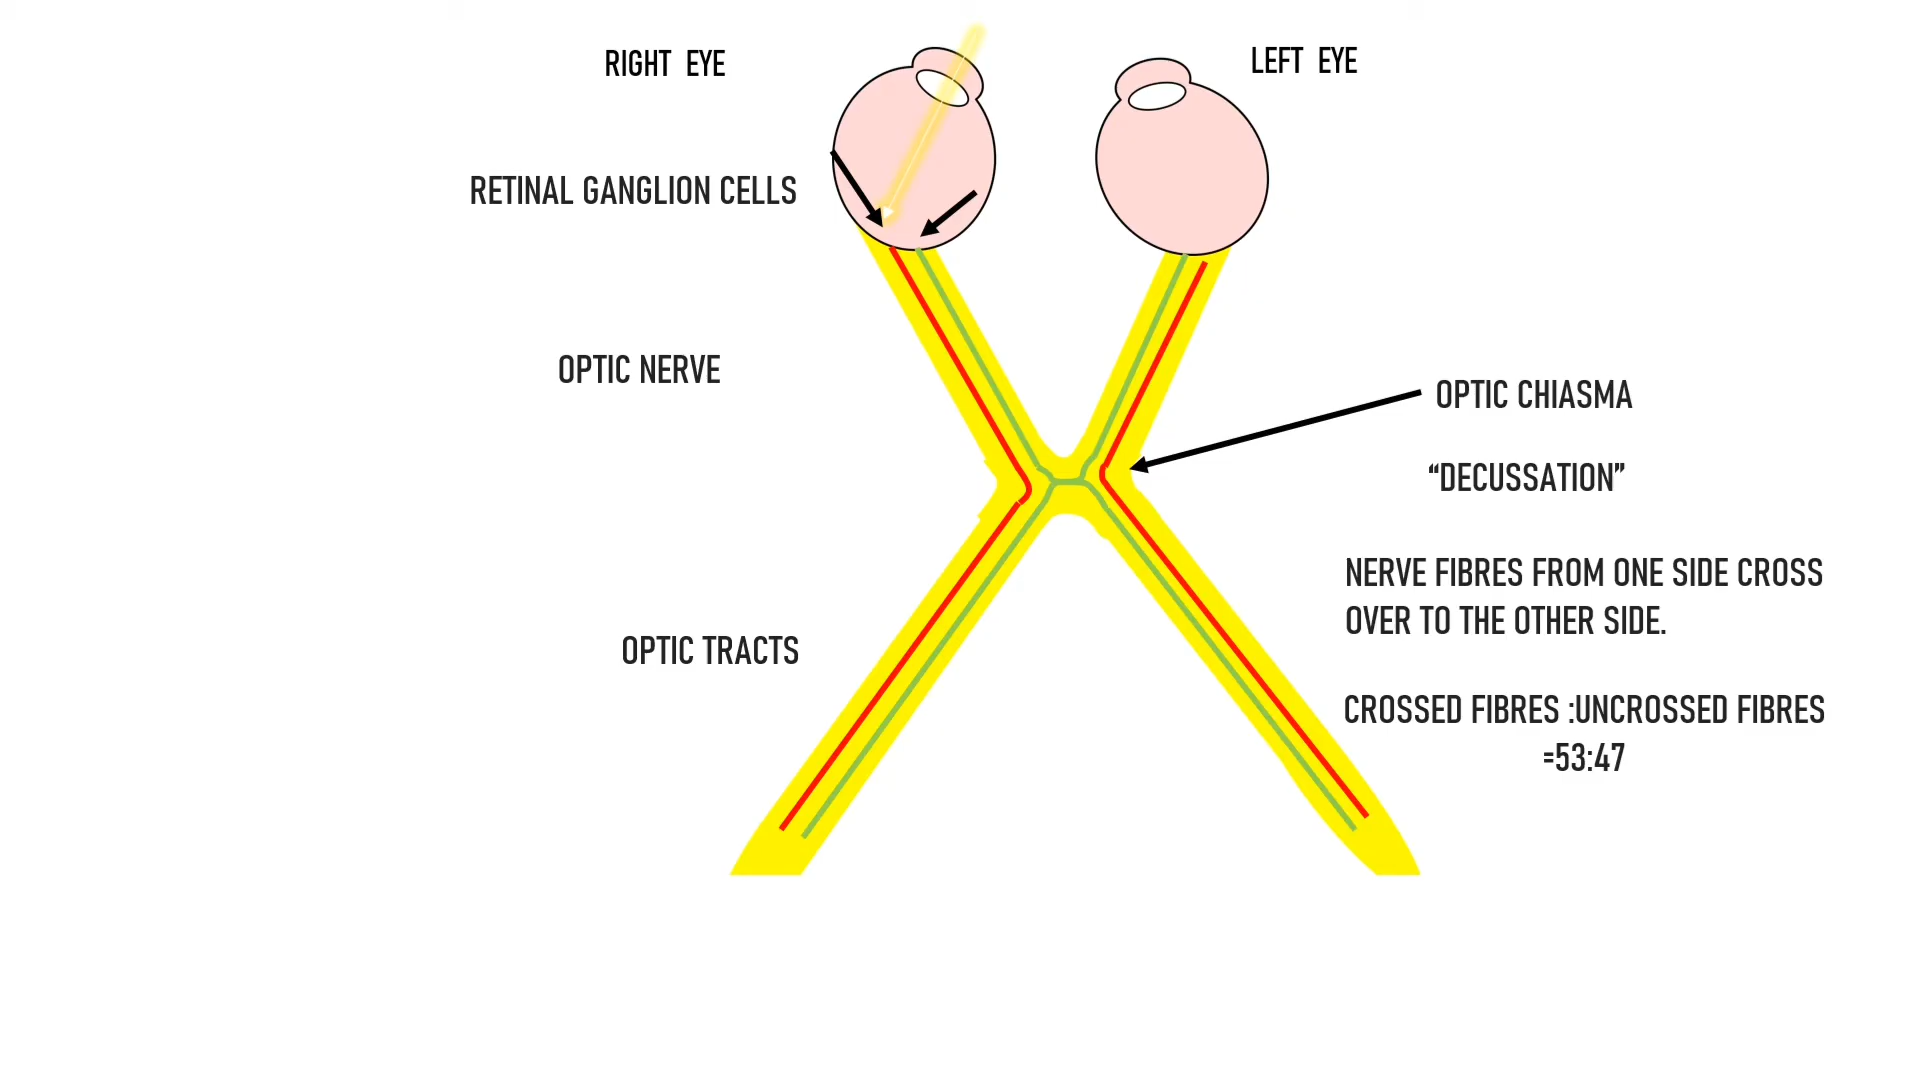 RIGHT EYE
LEFT EYE
RETINAL GANGLION CELLS
OPTIC NERVE
OPTIC CHIASMA
“DECUSSATION”
NERVE FIBRES FROM ONE SIDE CROSS
OVER TO THE OTHER SIDE.
OPTIC TRACTS
CROSSED FIBRES :UNCROSSED FIBRES
=53:47